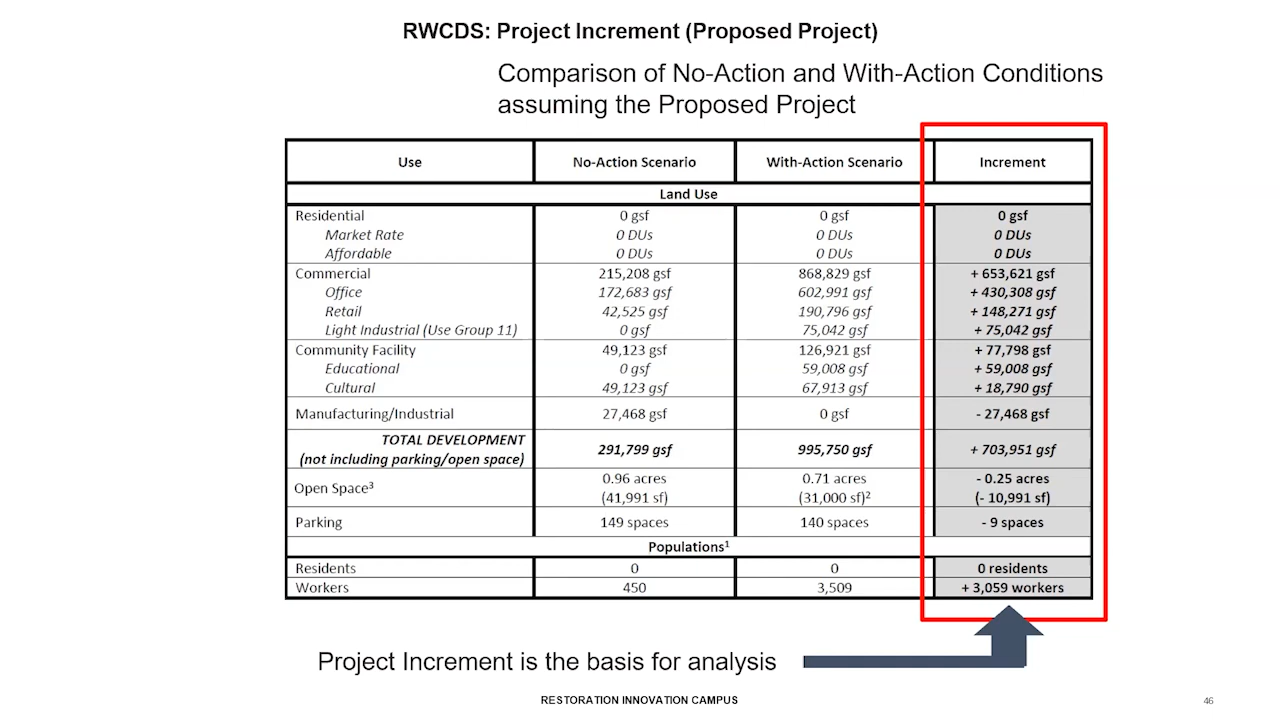 RWCDS: Project Increment (Proposed Project)
Comparison of No-Action and With-Action Conditions
assuming the Proposed Project
Use No-Action Scenario With-Action Scenario Increment
Land Use
Residential 0 gsf 0 gsf 0 gsf
Market Rate 0 DUs 0 DUs 0 DUs
Affordable 0 DUs 0 DUs 0 DUs
Commercial 215,208 gsf 868,829 gsf + 653,621 gsf
Office 172,683 gsf 602,991 gsf + 430,308 gsf
Retail 42,525 gsf 190,796 gsf + 148,271 gsf
Light Industrial (Use Group 11) 0 gsf 75,042 gsf + 75,042 gsf
Community Facility 49,123 gsf 126,921 gsf + 77,798 gsf
Educational 0 gsf 59,008 gsf + 59,008 gsf
Cultural 49,123 gsf 67,913 gsf + 18,790 gsf
Manufacturing/Industrial 27,468 gsf 0 gsf - 27,468 gsf
TOTAL DEVELOPMENT
(not including parking/open space) 291,799 gsf 995,750 gsf + 703,951 gsf
Open Space³ 0.96 acres 0.71 acres - 0.25 acres
(41,991 sf) (31,000 sf)² (- 10,991 sf)
Parking 149 spaces 140 spaces - 9 spaces
Populations¹
Residents 0 0 0 residents
Workers 450 3,509 + 3,059 workers
Project Increment is the basis for analysis
RESTORATION INNOVATION CAMPUS
46